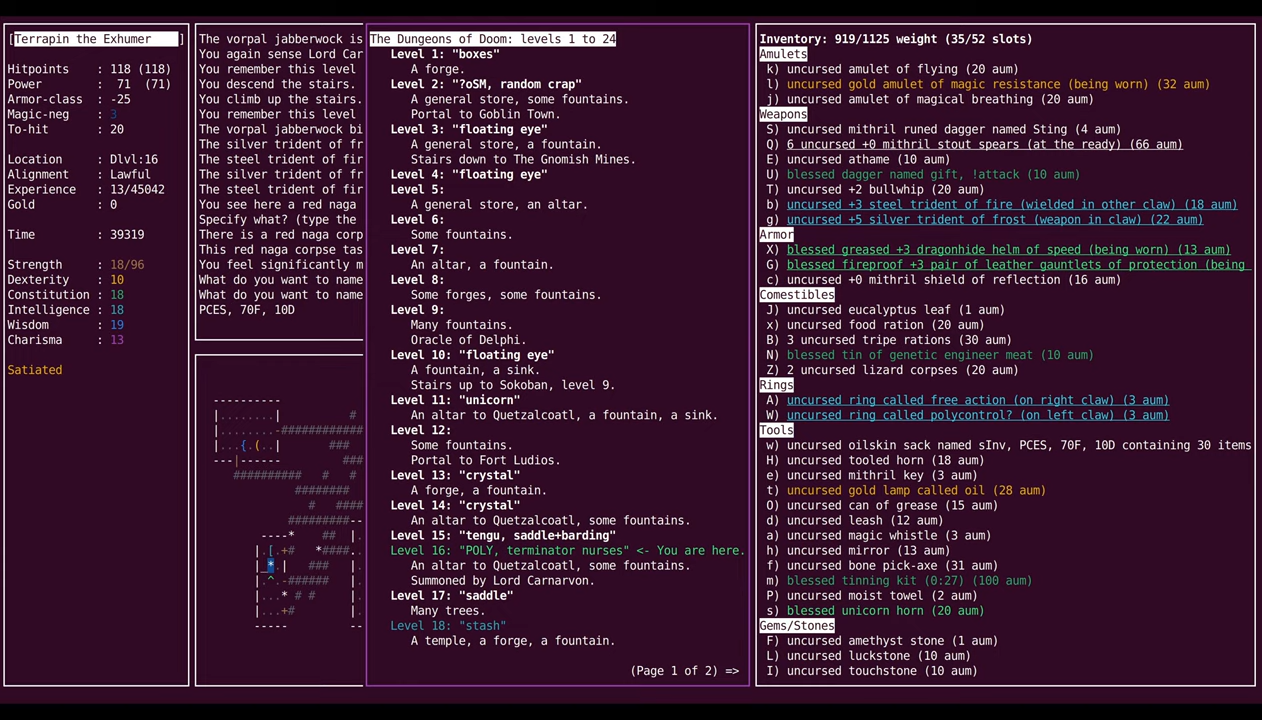 [Terrapin the Exhumer ]
Hitpoints : 118 (118)
Power : 71 (71)
Armor-class : -25
Magic-neg : 3
To-hit : 20
Location : Dlvl:16
Alignment : Lawful
Experience : 13/45042
Gold : 0
Time : 39319
Strength : 18/96
Dexterity : 10
Constitution : 18
Intelligence : 18
Wisdom : 19
Charisma : 13
Satiated
The vorpal jabberwock is
You again sense Lord Car
You remember this level
You descend the stairs.
You climb up the stairs.
You remember this level
The vorpal jabberwock bi
The silver trident of fr
The steel trident of fir
The silver trident of fr
The steel trident of fir
You see here a red naga
Specify what? (type the
There is a red naga corp
This red naga corpse tas
You feel significantly m
What do you want to name
What do you want to name
PCES, 70F, 10D
The Dungeons of Doom: levels 1 to 24
Level 1: "boxes"
A forge.
Level 2: "?oSM, random crap"
A general store, some fountains.
Portal to Goblin Town.
Level 3: "floating eye"
A general store, a fountain.
Stairs down to The Gnomish Mines.
Level 4: "floating eye"
Level 5:
A general store, an altar.
Level 6:
Some fountains.
Level 7:
An altar, a fountain.
Level 8:
Some forges, some fountains.
Level 9:
Many fountains.
Oracle of Delphi.
Level 10: "floating eye"
A fountain, a sink.
Stairs up to Sokoban, level 9.
Level 11: "unicorn"
An altar to Quetzalcoatl, a fountain, a sink.
Level 12:
Some fountains.
Portal to Fort Ludios.
Level 13: "crystal"
A forge, a fountain.
Level 14: "crystal"
An altar to Quetzalcoatl, some fountains.
Level 15: "tengu, saddle+barding"
Level 16: "POLY, terminator nurses" <- You are here.
An altar to Quetzalcoatl, some fountains.
Summoned by Lord Carnarvon.
Level 17: "saddle"
Many trees.
Level 18: "stash"
A temple, a forge, a fountain.
(Page 1 of 2) =>
Inventory: 919/1125 weight (35/52 slots)
Amulets
k) uncursed amulet of flying (20 aum)
l) uncursed gold amulet of magic resistance (being worn) (32 aum)
j) uncursed amulet of magical breathing (20 aum)
Weapons
S) uncursed mithril runed dagger named Sting (4 aum)
Q) 6 uncursed +0 mithril stout spears (at the ready) (66 aum)
E) uncursed athame (10 aum)
U) blessed dagger named gift, !attack (10 aum)
T) uncursed +2 bullwhip (20 aum)
b) uncursed +3 steel trident of fire (wielded in other claw) (18 aum)
g) uncursed +5 silver trident of frost (weapon in claw) (22 aum)
Armor
X) blessed greased +3 dragonhide helm of speed (being worn) (13 aum)
G) blessed fireproof +3 pair of leather gauntlets of protection (being
c) uncursed +0 mithril shield of reflection (16 aum)
Comestibles
J) uncursed eucalyptus leaf (1 aum)
x) uncursed food ration (20 aum)
B) 3 uncursed tripe rations (30 aum)
N) blessed tin of genetic engineer meat (10 aum)
Z) 2 uncursed lizard corpses (20 aum)
Rings
A) uncursed ring called free action (on right claw) (3 aum)
W) uncursed ring called polycontrol? (on left claw) (3 aum)
Tools
w) uncursed oilskin sack named sInv, PCES, 70F, 10D containing 30 items
H) uncursed tooled horn (18 aum)
e) uncursed mithril key (3 aum)
t) uncursed gold lamp called oil (28 aum)
O) uncursed can of grease (15 aum)
d) uncursed leash (12 aum)
a) uncursed magic whistle (3 aum)
h) uncursed mirror (13 aum)
f) uncursed bone pick-axe (31 aum)
m) blessed tinning kit (0:27) (100 aum)
P) uncursed moist towel (2 aum)
s) blessed unicorn horn (20 aum)
Gems/Stones
F) uncursed amethyst stone (1 aum)
L) uncursed luckstone (10 aum)
I) uncursed touchstone (10 aum)